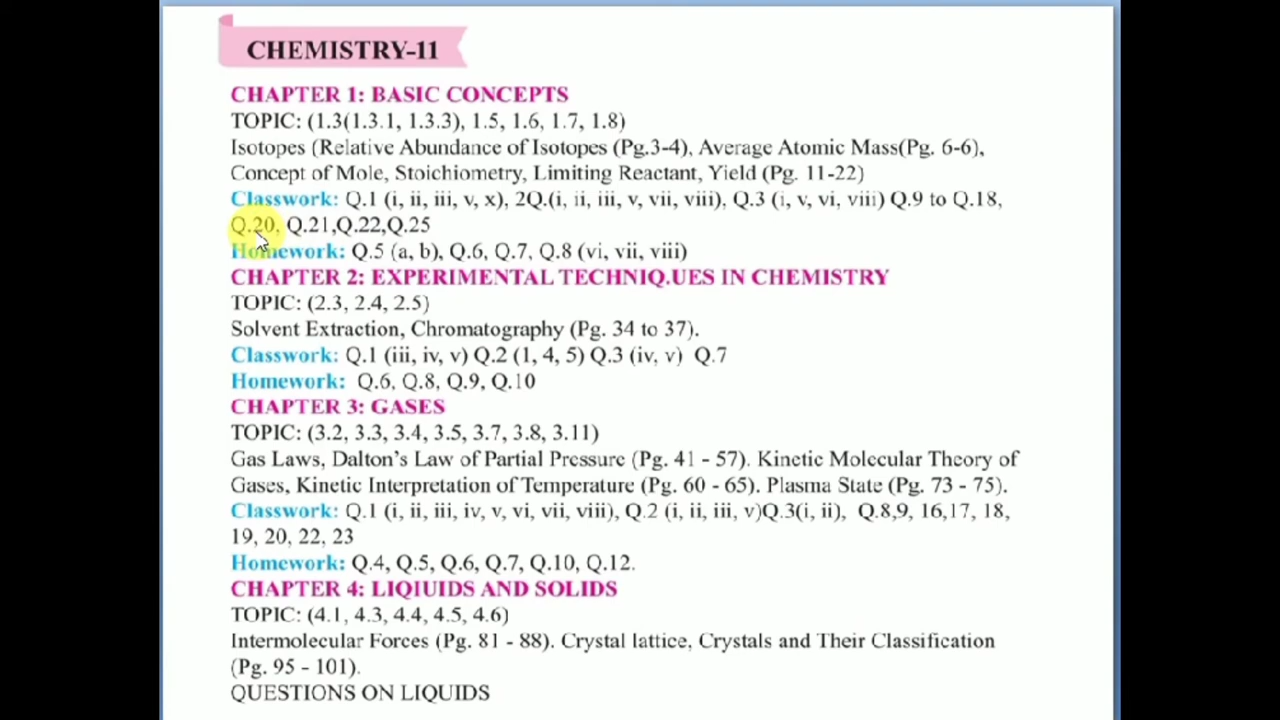 CHEMISTRY-11
CHAPTER 1: BASIC CONCEPTS
TOPIC: (1.3(1.3.1, 1.3.3), 1.5, 1.6, 1.7, 1.8)
Isotopes (Relative Abundance of Isotopes (Pg.3-4), Average Atomic Mass(Pg. 6-6),
Concept of Mole, Stoichiometry, Limiting Reactant, Yield (Pg. 11-22)
Classwork: Q.1 (i, ii, iii, v, x), 2Q.(i, ii, iii, v, vii, viii), Q.3 (i, v, vi, viii) Q.9 to Q.18,
Q.20, Q.21,Q.22,Q.25
Homework: Q.5 (a, b), Q.6, Q.7, Q.8 (vi, vii, viii)
CHAPTER 2: EXPERIMENTAL TECHNIQ.UES IN CHEMISTRY
TOPIC: (2.3, 2.4, 2.5)
Solvent Extraction, Chromatography (Pg. 34 to 37).
Classwork: Q.1 (iii, iv, v) Q.2 (1, 4, 5) Q.3 (iv, v) Q.7
Homework: Q.6, Q.8, Q.9, Q.10
CHAPTER 3: GASES
TOPIC: (3.2, 3.3, 3.4, 3.5, 3.7, 3.8, 3.11)
Gas Laws, Dalton's Law of Partial Pressure (Pg. 41 - 57). Kinetic Molecular Theory of
Gases, Kinetic Interpretation of Temperature (Pg. 60 - 65). Plasma State (Pg. 73 - 75).
Classwork: Q.1 (i, ii, iii, iv, v, vi, vii, viii), Q.2 (i, ii, iii, v)Q.3(i, ii), Q.8,9, 16,17, 18,
19, 20, 22, 23
Homework: Q.4, Q.5, Q.6, Q.7, Q.10, Q.12.
CHAPTER 4: LIQIUIDS AND SOLIDS
TOPIC: (4.1, 4.3, 4.4, 4.5, 4.6)
Intermolecular Forces (Pg. 81 - 88). Crystal lattice, Crystals and Their Classification
(Pg. 95 - 101).
QUESTIONS ON LIQUIDS